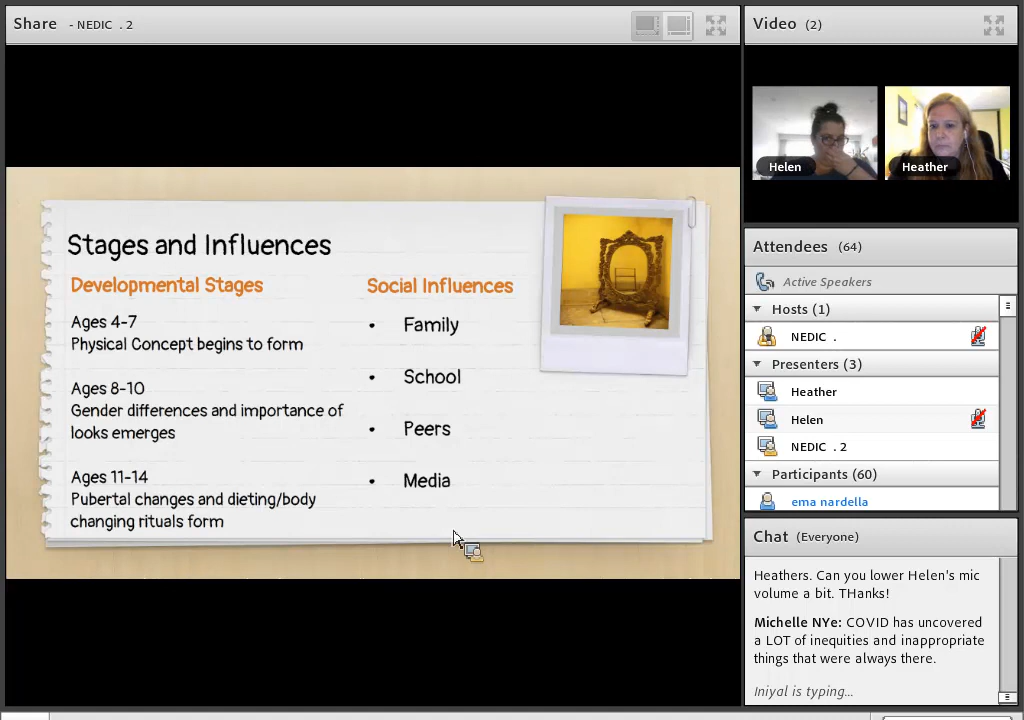 Share - NEDIC . 2
Stages and Influences
Developmental Stages
Ages 4-7
Physical Concept begins to form
Ages 8-10
Gender differences and importance of
looks emerges
Ages 11-14
Pubertal changes and dieting/body
changing rituals form
Social Influences
• Family
• School
• Peers
• Media
Video (2)
Helen
Heather
Attendees (64)
Active Speakers
Hosts (1)
NEDIC .
Presenters (3)
Heather
Helen
NEDIC . 2
Participants (60)
ema nardella
Chat (Everyone)
Heathers. Can you lower Helen's mic
volume a bit. THanks!
Michelle NYe: COVID has uncovered
a LOT of inequities and inappropriate
things that were always there.
Iniyal is typing...